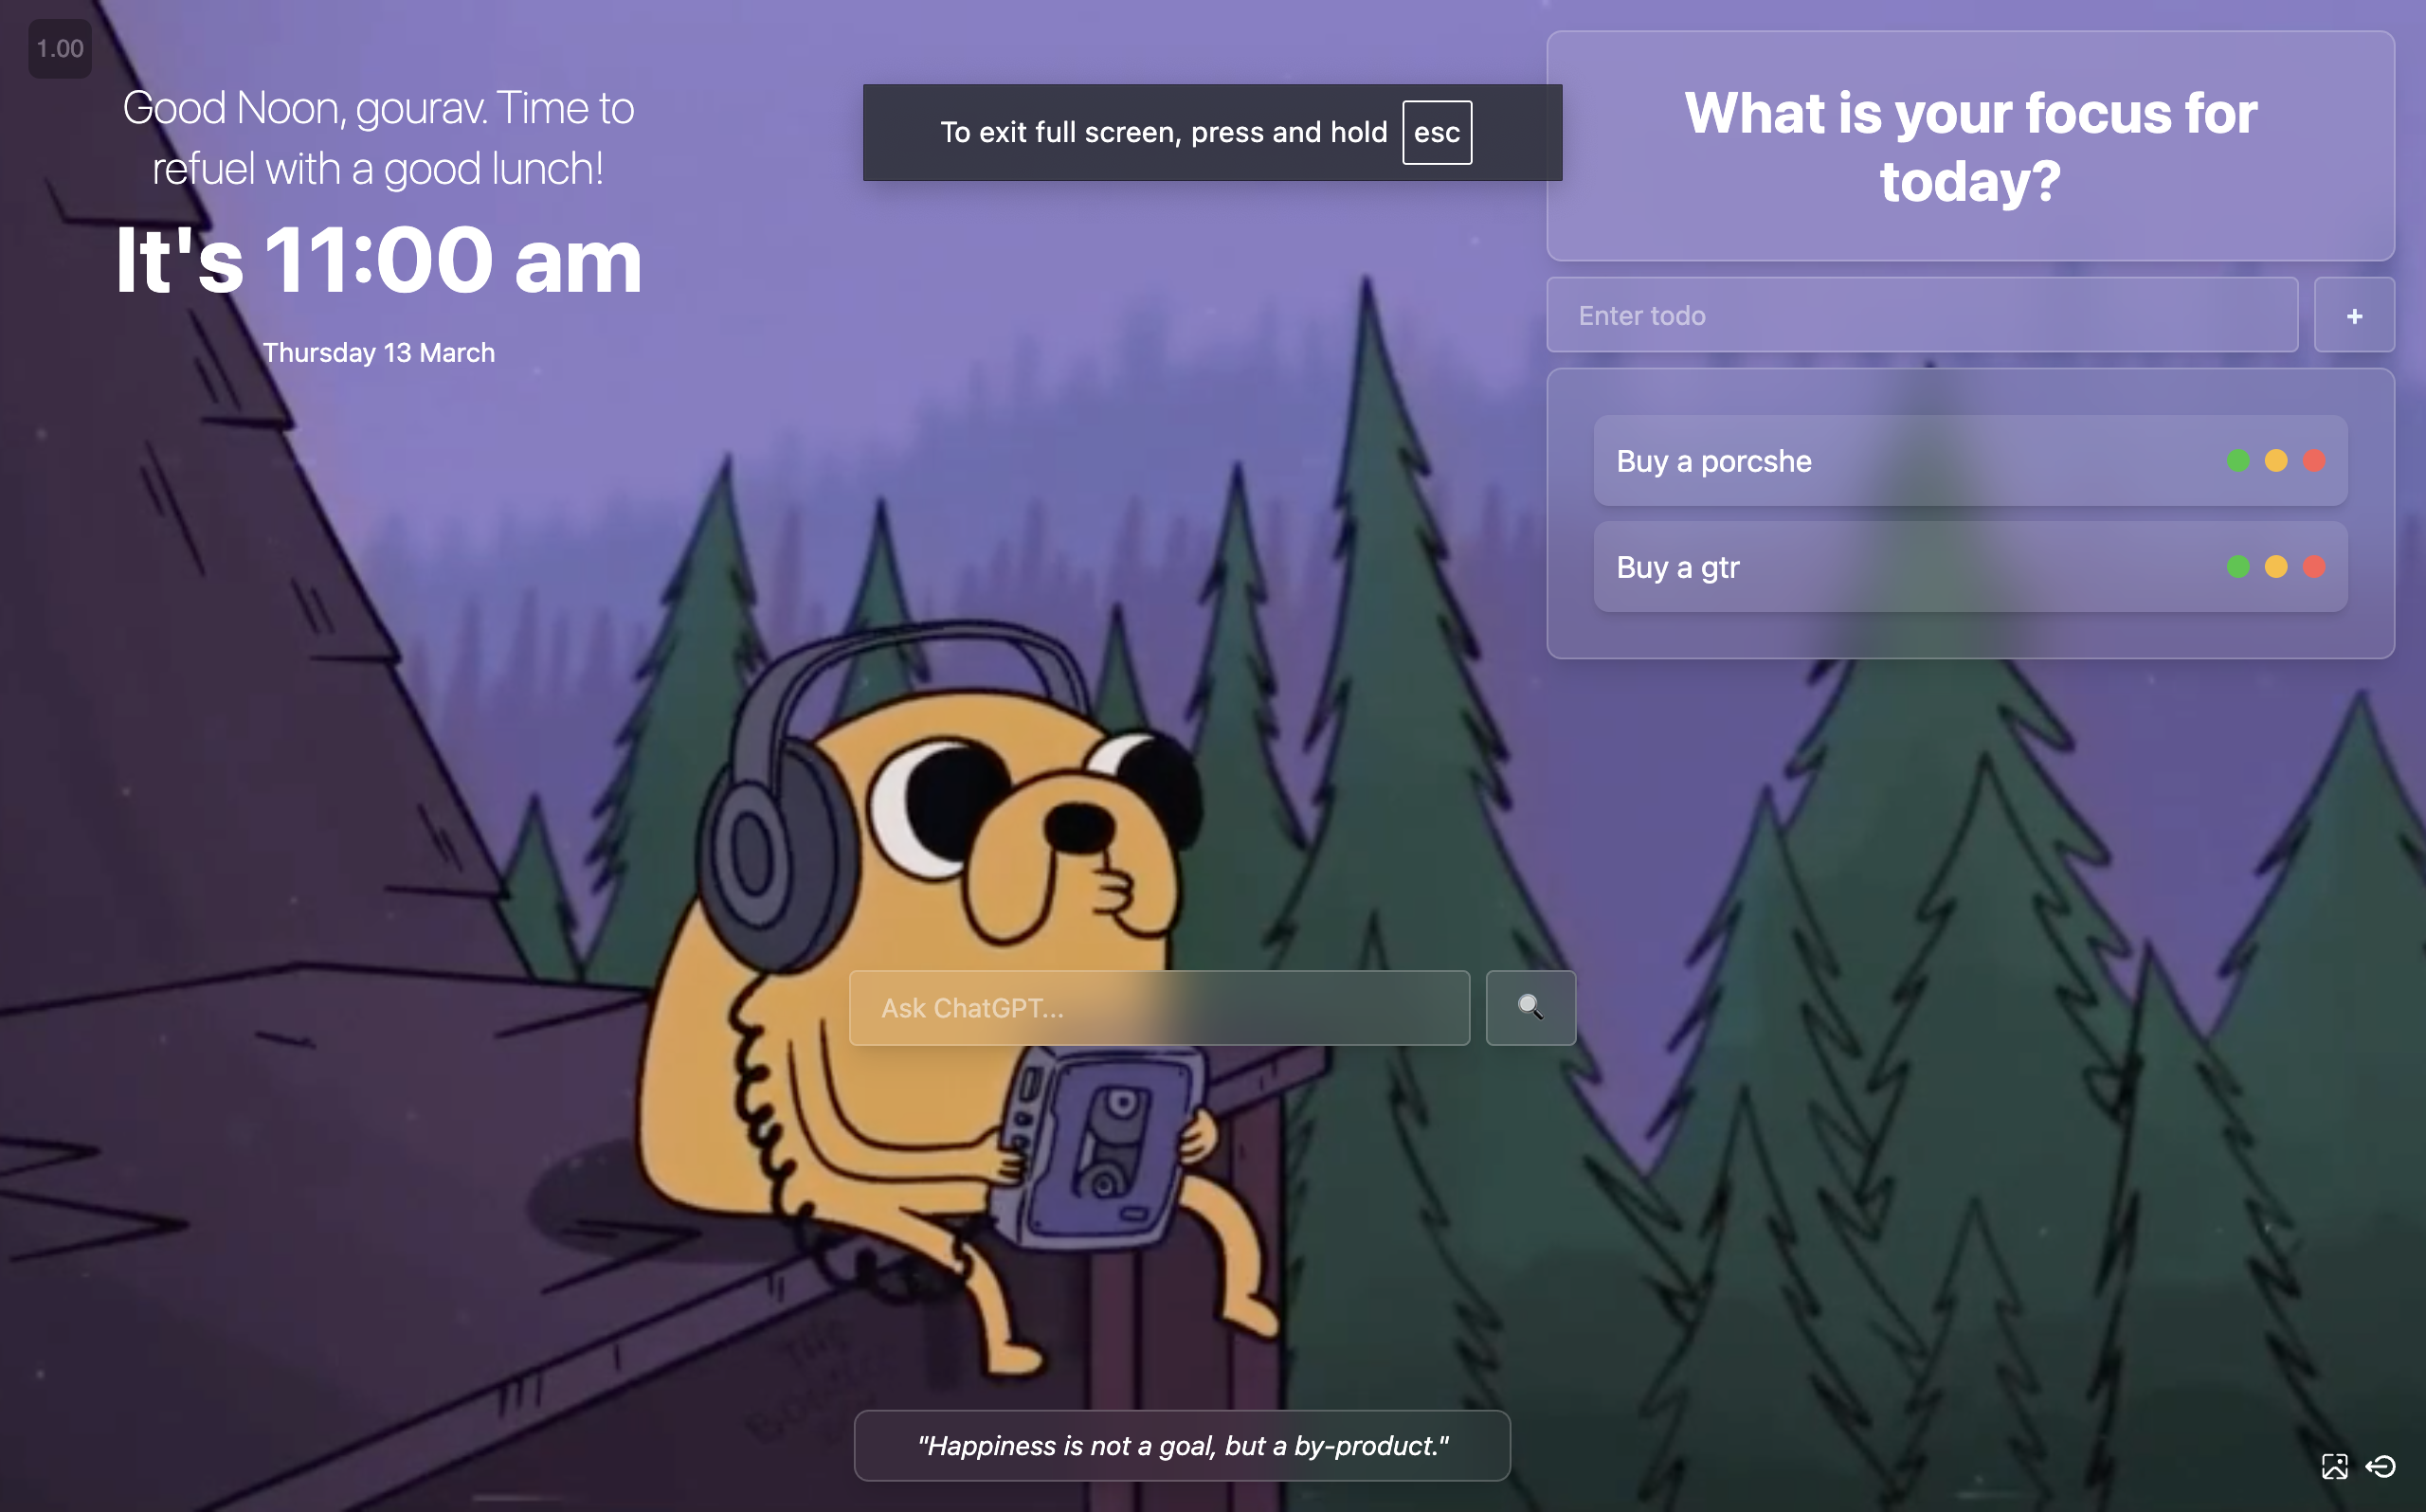 1.00
Good Noon, gourav. Time to
refuel with a good lunch!
It's 11:00 am
Thursday 13 March
To exit full screen, press and hold esc
What is your focus for
today?
Enter todo
+
Buy a porcshe
Buy a gtr
Ask ChatGPT...
THE
"Happiness is not a goal, but a by-product."